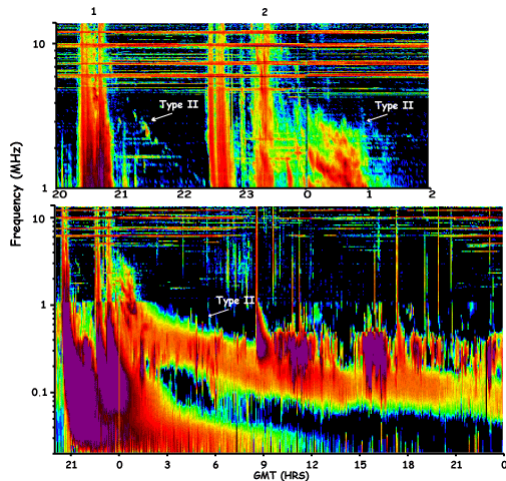 1 2
10
Type II Type II
1
20 21 22 23 0 1 2
Frequency (MHz)
10
1
Type II
0.1
21 0 3 6 9 12 15 18 21 0
GMT (HRS)